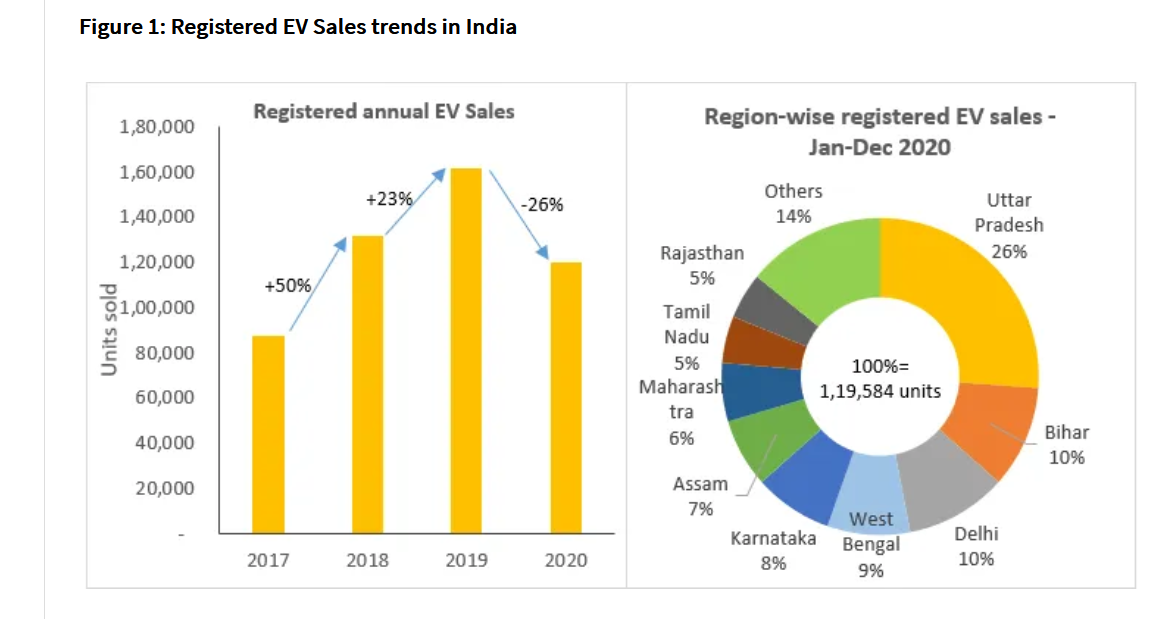 Figure 1: Registered EV Sales trends in India
Registered annual EV Sales
Units sold
1,80,000
1,60,000
1,40,000
1,20,000
1,00,000
80,000
60,000
40,000
20,000
-
+50%
+23%
-26%
2017
2018
2019
2020
Region-wise registered EV sales -
Jan-Dec 2020
Others
14%
Uttar
Pradesh
26%
Rajasthan
5%
Tamil
Nadu
5%
Maharash
tra
6%
100%=
1,19,584 units
Bihar
10%
Assam
7%
Karnataka
8%
West
Bengal
9%
Delhi
10%